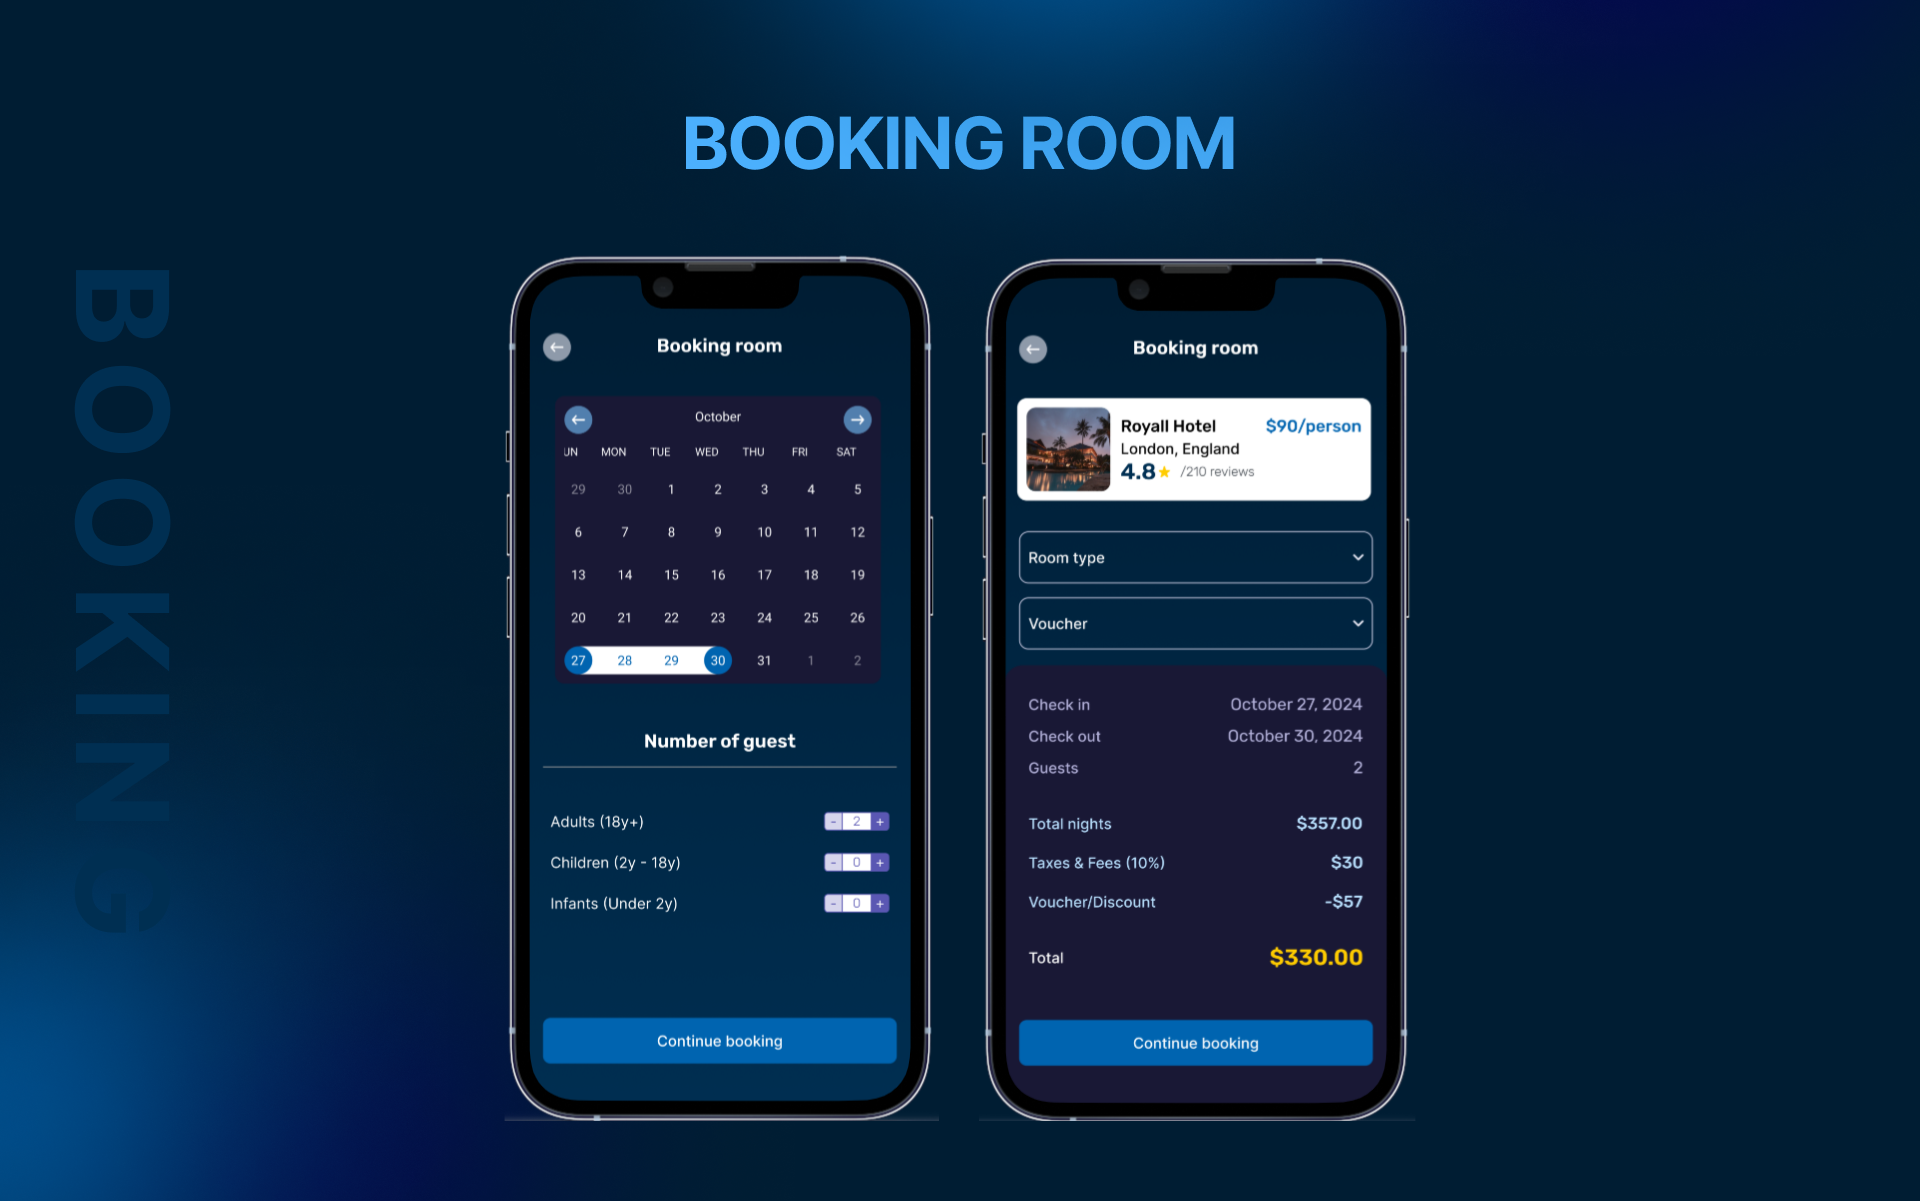 BOOKING ROOM
BOOKING
Booking room
October
UN MON TUE WED THU FRI SAT
29 30 1 2 3 4 5
6 7 8 9 10 11 12
13 14 15 16 17 18 19
20 21 22 23 24 25 26
27 28 29 30 31 1 2
Number of guest
Adults (18y+) - 2 +
Children (2y - 18y) - 0 +
Infants (Under 2y) - 0 +
Continue booking
Booking room
Royall Hotel $90/person
London, England
4.8 /210 reviews
Room type
Voucher
Check in October 27, 2024
Check out October 30, 2024
Guests 2
Total nights $357.00
Taxes & Fees (10%) $30
Voucher/Discount -$57
Total $330.00
Continue booking